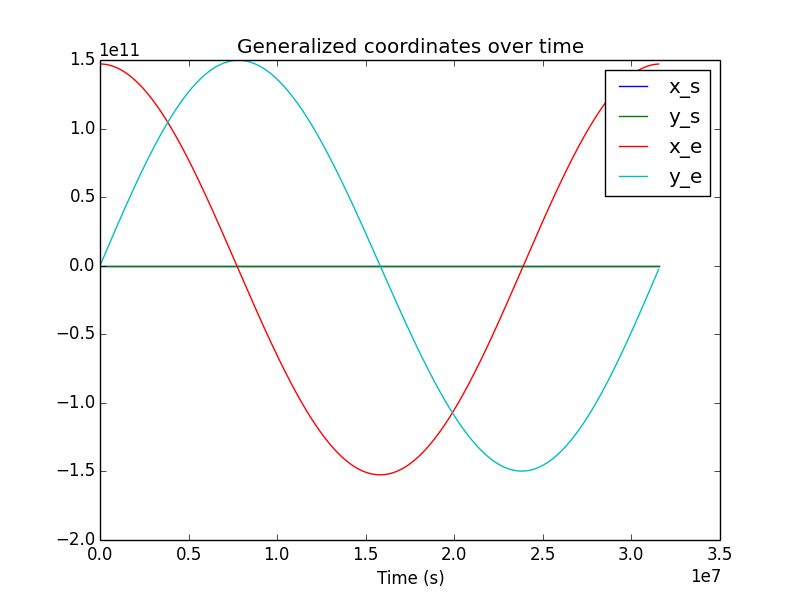 Generalized coordinates over time
1e11
1.5
1.0
0.5
0.0
−0.5
−1.0
−1.5
−2.0
x_s
y_s
x_e
y_e
0.0 0.5 1.0 1.5 2.0 2.5 3.0 3.5
1e7
Time (s)